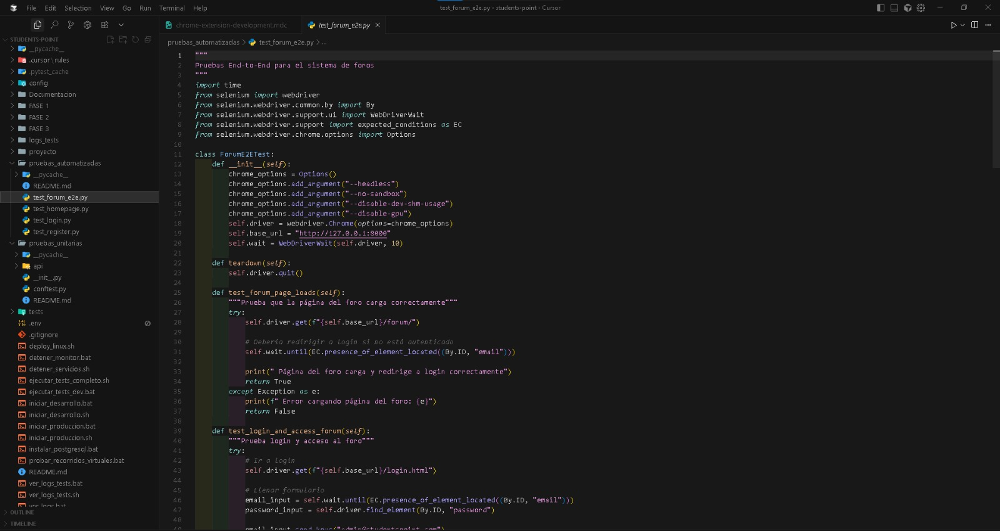 File Edit Selection View Go Run Terminal Help
test_forum_e2e.py - students-point - Cursor
STUDENTS-POINT
__pycache__
.cursor\rules
.pytest_cache
config
Documentacion
FASE 1
FASE 2
FASE 3
logs_tests
proyecto
pruebas_automatizadas
__pycache__
README.md
test_forum_e2e.py
test_homepage.py
test_login.py
test_register.py
pruebas_unitarias
__pycache__
api
__init__.py
conftest.py
README.md
tests
.env
.gitignore
deploy_linux.sh
detener_monitor.bat
detener_servicios.sh
ejecutar_tests_completo.sh
ejecutar_tests_dev.bat
iniciar_desarrollo.bat
iniciar_desarrollo.sh
iniciar_produccion.bat
iniciar_produccion.sh
instalar_postgresql.bat
probar_recorridos_virtuales.bat
README.md
ver_logs_tests.bat
ver_logs_tests.sh
ver_logs.bat
OUTLINE
TIMELINE
chrome-extension-development.mdc
test_forum_e2e.py
pruebas_automatizadas > test_forum_e2e.py > ...
1 """
2 Pruebas End-to-End para el sistema de foros
3 """
4 import time
5 from selenium import webdriver
6 from selenium.webdriver.common.by import By
7 from selenium.webdriver.support.ui import WebDriverWait
8 from selenium.webdriver.support import expected_conditions as EC
9 from selenium.webdriver.chrome.options import Options
10
11 class ForumE2ETest:
12 def __init__(self):
13 chrome_options = Options()
14 chrome_options.add_argument("--headless")
15 chrome_options.add_argument("--no-sandbox")
16 chrome_options.add_argument("--disable-dev-shm-usage")
17 chrome_options.add_argument("--disable-gpu")
18 self.driver = webdriver.Chrome(options=chrome_options)
19 self.base_url = "http://127.0.0.1:8000"
20 self.wait = WebDriverWait(self.driver, 10)
21
22 def teardown(self):
23 self.driver.quit()
24
25 def test_forum_page_loads(self):
26 """Prueba que la página del foro carga correctamente"""
27 try:
28 self.driver.get(f"{self.base_url}/forum/")
29
30 # Debería redirigir a login si no está autenticado
31 self.wait.until(EC.presence_of_element_located((By.ID, "email")))
32
33 print(" Página del foro carga y redirige a login correctamente")
34 return True
35 except Exception as e:
36 print(f" Error cargando página del foro: {e}")
37 return False
38
39 def test_login_and_access_forum(self):
40 """Prueba login y acceso al foro"""
41 try:
42 # Ir a login
43 self.driver.get(f"{self.base_url}/login.html")
44
45 # Llenar formulario
46 email_input = self.wait.until(EC.presence_of_element_located((By.ID, "email")))
47 password_input = self.driver.find_element(By.ID, "password")
48
49 email_input.send_keys("admin@studentspoint.com")